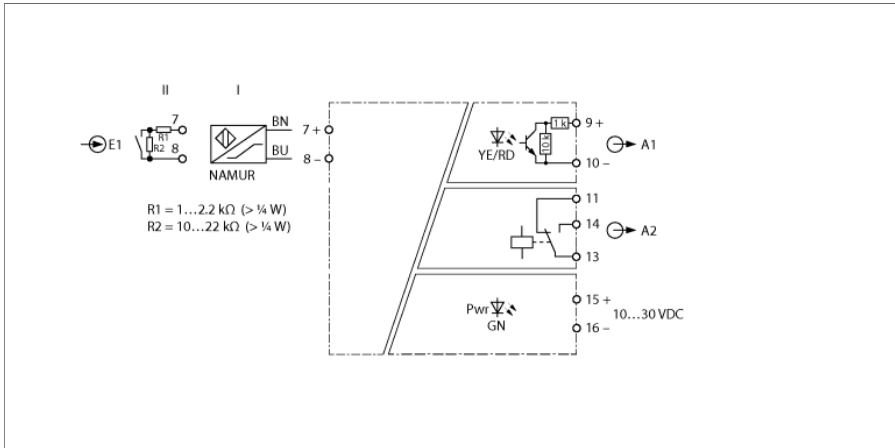 II I
7
R1
E1
R2 8
BN
7 +
BU
8 –
NAMUR
R1 = 1…2.2 kΩ (> ¼ W)
R2 = 10…22 kΩ (> ¼ W)
1 k
9 +
10 k
YE/RD
10 –
A1
11
14
A2
13
Pwr
GN
15 +
10…30 VDC
16 –